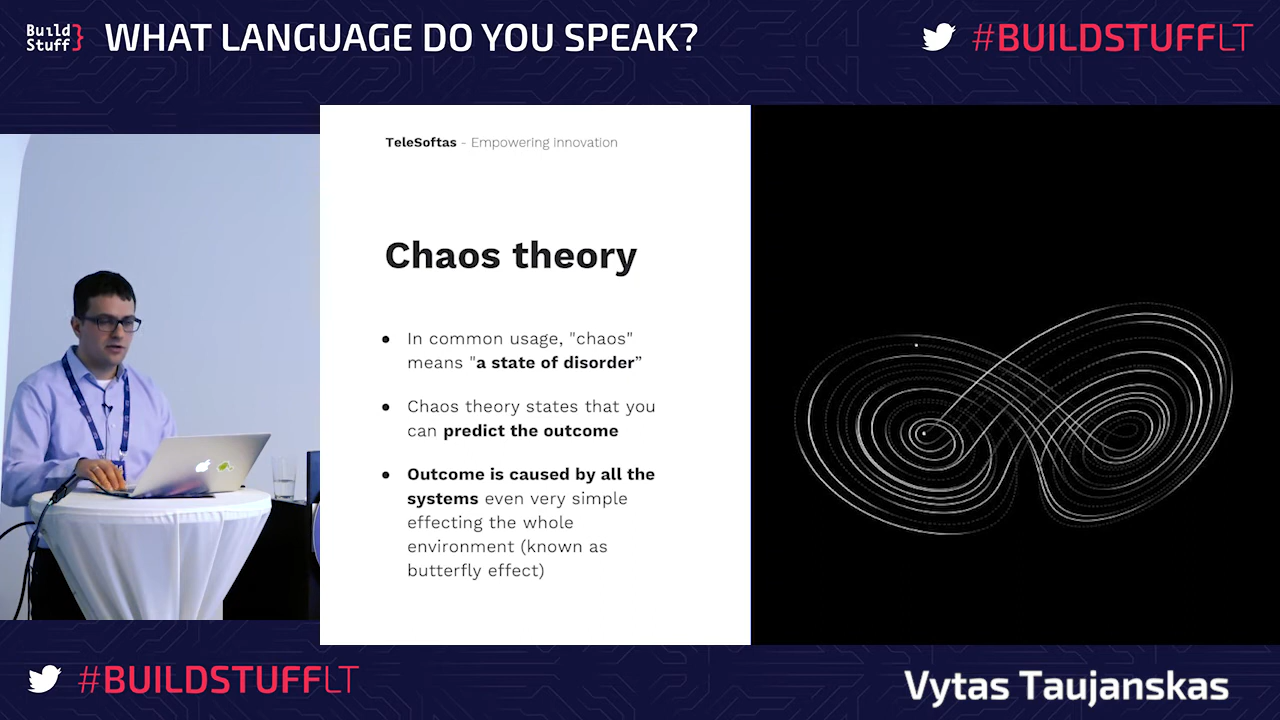 Build
Stuff}
WHAT LANGUAGE DO YOU SPEAK?
#BUILDSTUFFLT
TeleSoftas - Empowering innovation
Chaos theory
● In common usage, "chaos"
means "a state of disorder”
● Chaos theory states that you
can predict the outcome
● Outcome is caused by all the
systems even very simple
effecting the whole
environment (known as
butterfly effect)
#BUILDSTUFFLT
Vytas Taujanskas